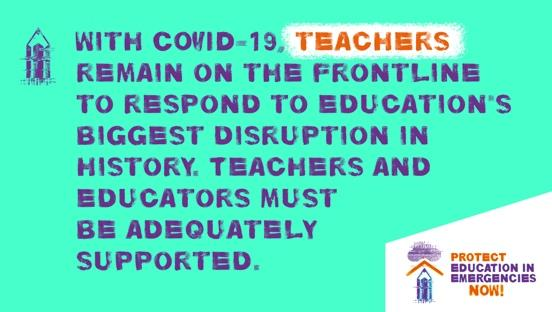 WITH COVID-19, TEACHERS
REMAIN ON THE FRONTLINE
TO RESPOND TO EDUCATION'S
BIGGEST DISRUPTION IN
HISTORY. TEACHERS AND
EDUCATORS MUST
BE ADEQUATELY
SUPPORTED.
PROTECT
EDUCATION IN
EMERGENCIES
NOW!